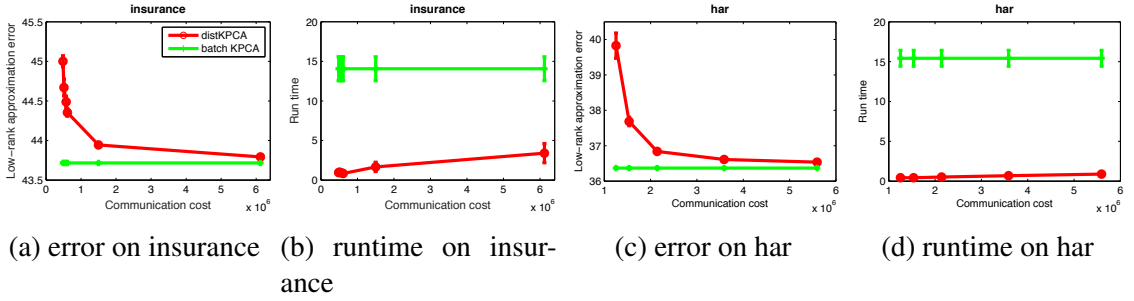 insurance
Low−rank approximation error
45.5
45
44.5
44
43.5
distKPCA
batch KPCA
0 1 2 3 4 5 6
x 10^6
Communication cost
insurance
Run time
20
15
10
5
0
0 1 2 3 4 5 6
x 10^6
Communication cost
har
Low−rank approximation error
40
39
38
37
36
1 2 3 4 5 6
x 10^6
Communication cost
har
Run time
20
15
10
5
0
1 2 3 4 5 6
x 10^6
Communication cost
(a) error on insurance
(b) runtime on insur-
ance
(c) error on har
(d) runtime on har